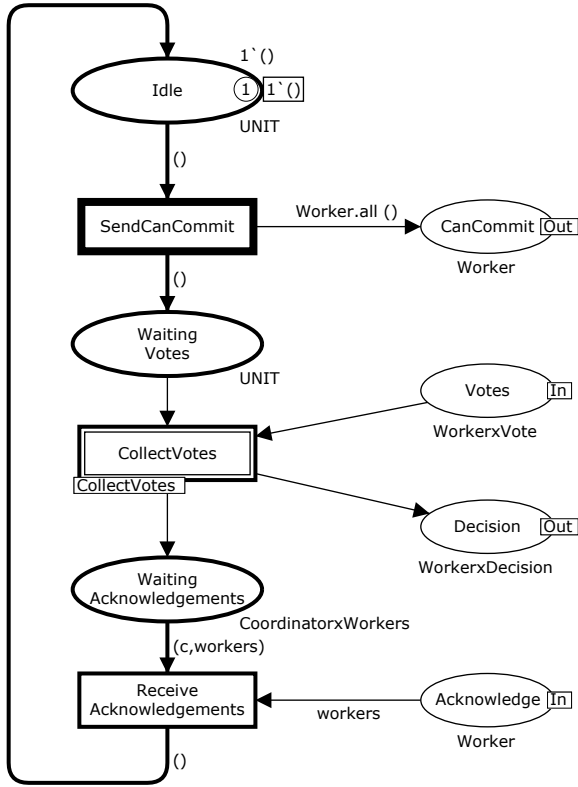 1`()
Idle
1
1`()
UNIT
()
SendCanCommit
Worker.all ()
CanCommit
Out
Worker
()
Waiting
Votes
UNIT
Votes
In
WorkerxVote
CollectVotes
CollectVotes
Decision
Out
WorkerxDecision
Waiting
Acknowledgements
CoordinatorxWorkers
(c,workers)
Receive
Acknowledgements
workers
Acknowledge
In
Worker
()